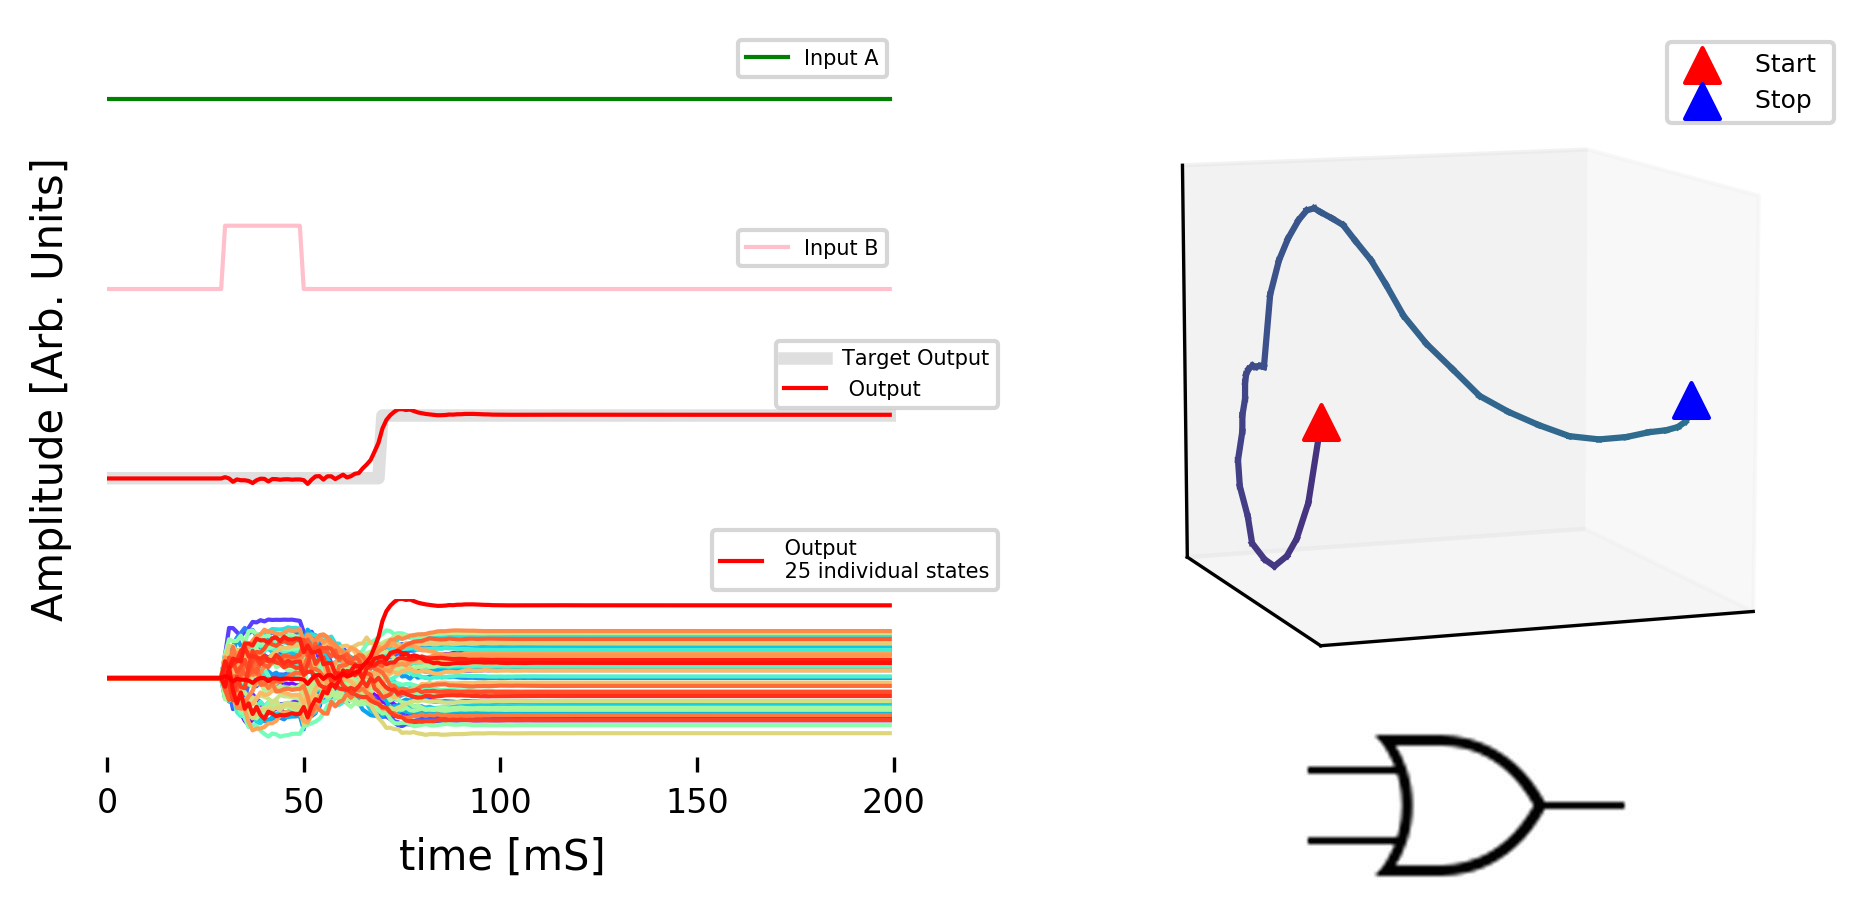 Input A
Input B
Target Output
Output
Output
25 individual states
Amplitude [Arb. Units]
0 50 100 150 200
time [mS]
Start
Stop